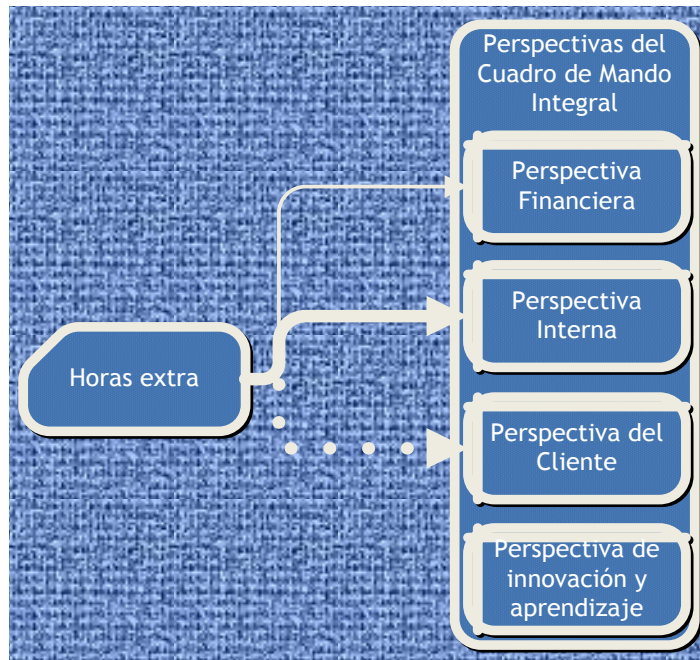 Perspectivas del
Cuadro de Mando
Integral
Perspectiva
Financiera
Perspectiva
Interna
Horas extra
Perspectiva del
Cliente
Perspectiva de
innovación y
aprendizaje